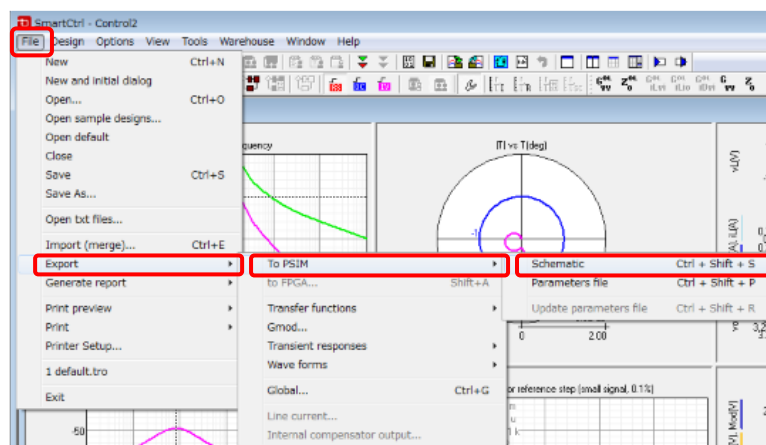 SmartCtrl - Control2
File Design Options View Tools Warehouse Window Help
New Ctrl+N
New and initial dialog
Open... Ctrl+O
Open sample designs...
Open default
Close
Save Ctrl+S
Save As...
Open txt files...
Import (merge)... Ctrl+E
Export
Generate report
Print preview
Print
Printer Setup...
1 default.tro
Exit
To PSIM
to FPGA... Shift+A
Transfer functions
Gmod...
Transient responses
Wave forms
Global... Ctrl+G
Line current...
Internal compensator output...
Schematic Ctrl + Shift + S
Parameters file Ctrl + Shift + P
Update parameters file Ctrl + Shift + R
quency
|T| vs T(deg)
-1
0 2.00
or reference step (small signal, 0.1%)
-50
vL(V)